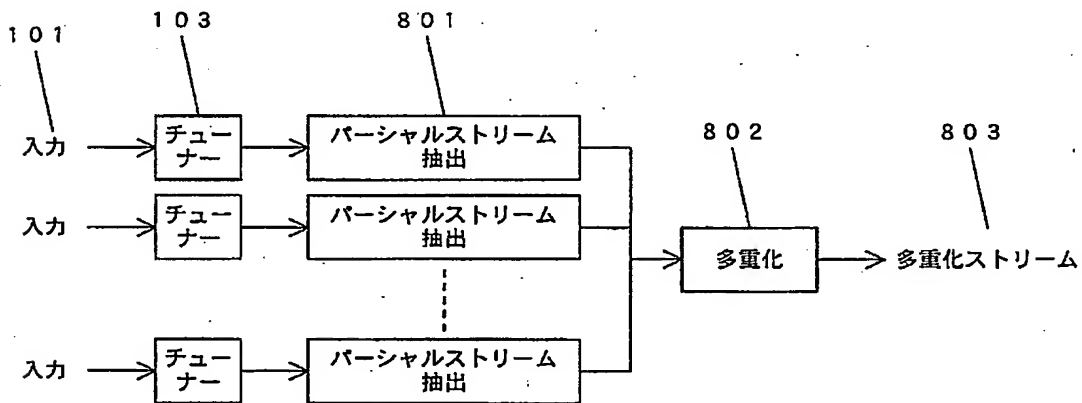 101
103
801
802
803
入力
チュー
ナー
パーシャルストリーム
抽出
入力
チュー
ナー
パーシャルストリーム
抽出
多重化
多重化ストリーム
入力
チュー
ナー
パーシャルストリーム
抽出